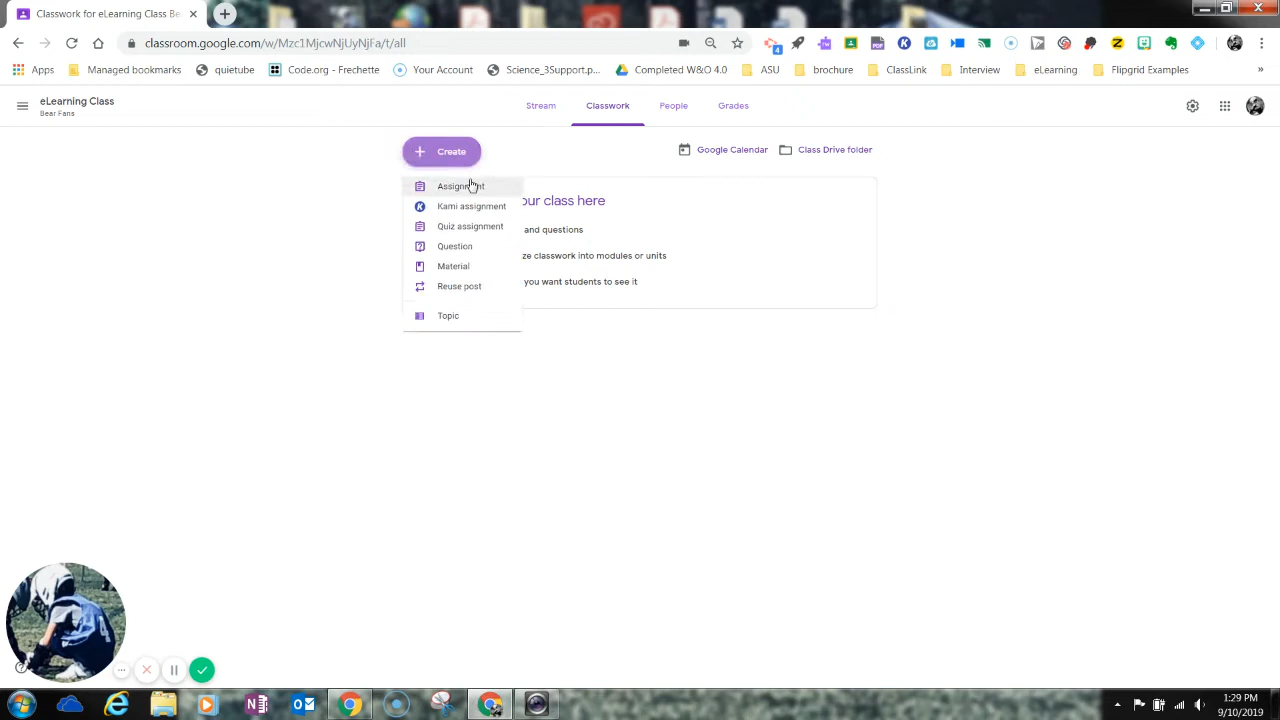 Classwork for eLearning Class Be
classroom.google.com/w/Mzc1MjcwNjUyNjFa/t/all
4
Apps
Managed bookmarks
quietube
Code.org - Frechette
Your Account
Science_3Support.p...
Completed W&O 4.0
ASU
brochure
ClassLink
Interview
eLearning
Flipgrid Examples
»
eLearning Class
Bear Fans
Stream
Classwork
People
Grades
Create
Google Calendar
Class Drive folder
Assignment
our class here
Kami assignment
Quiz assignment
and questions
Question
ze classwork into modules or units
Material
Reuse post
you want students to see it
Topic
1:29 PM
9/10/2019